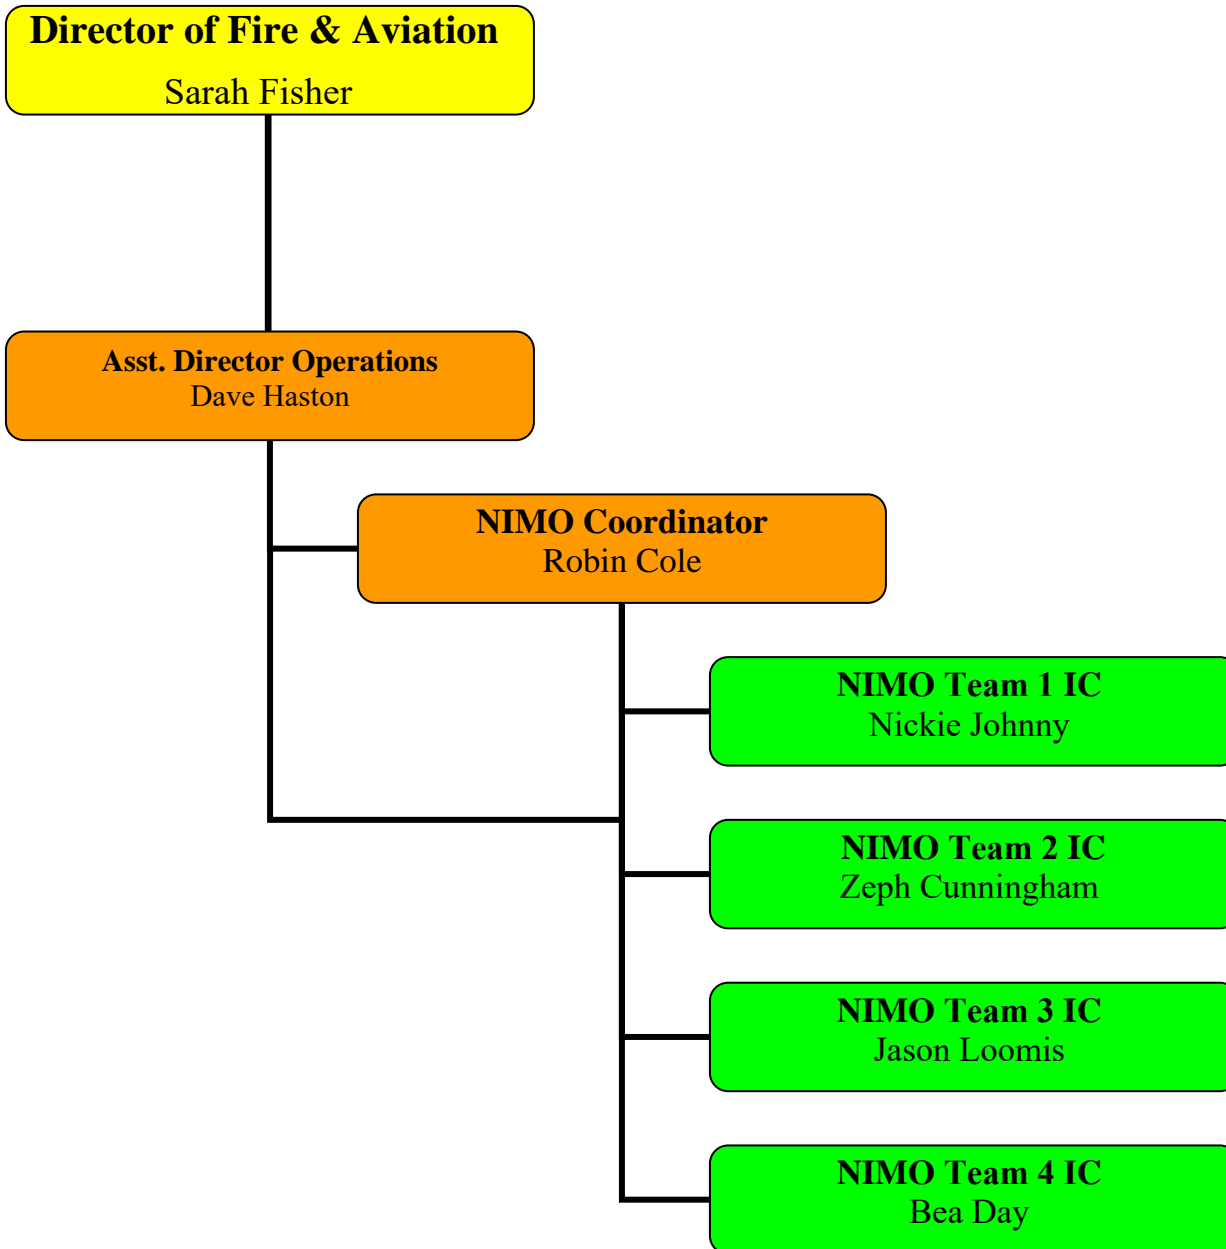 Director of Fire & Aviation
Sarah Fisher
Asst. Director Operations
Dave Haston
NIMO Coordinator
Robin Cole
NIMO Team 1 IC
Nickie Johnny
NIMO Team 2 IC
Zeph Cunningham
NIMO Team 3 IC
Jason Loomis
NIMO Team 4 IC
Bea Day